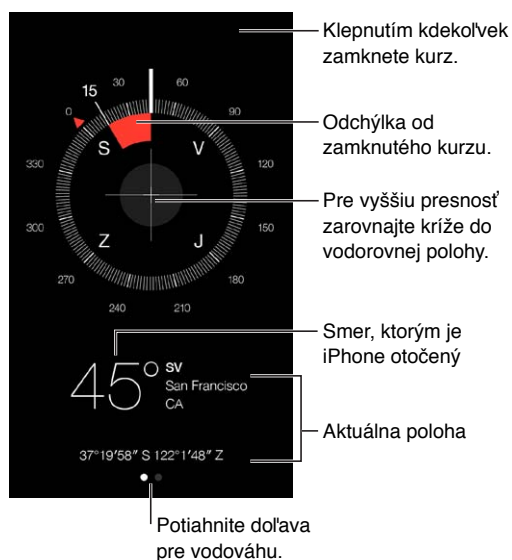 Klepnutím kdekoľvek
zamknete kurz.
15
30
60
0
90
Odchýlka od
zamknutého kurzu.
S
V
330
120
Pre vyššiu presnosť
zarovnajte kríže do
vodorovnej polohy.
300
150
Z
J
270
180
240
210
Smer, ktorým je
iPhone otočený
45° SV
San Francisco
CA
Aktuálna poloha
37°19′58″ S 122°1′48″ Z
Potiahnite doľava
pre vodováhu.